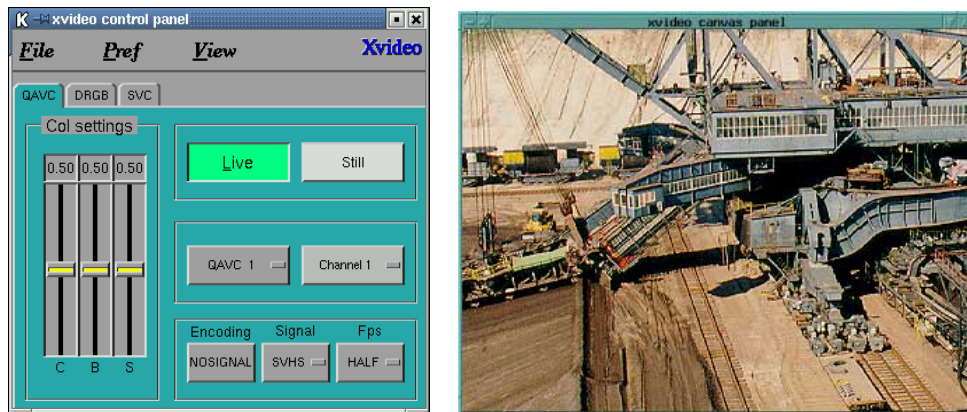 xvideo control panel
File Pref View Xvideo
QAVC DRGB SVC
Col settings
0.50 0.50 0.50
C B S
Live Still
QAVC 1 Channel 1
Encoding Signal Fps
NOSIGNAL SVHS HALF
xvideo canvas panel